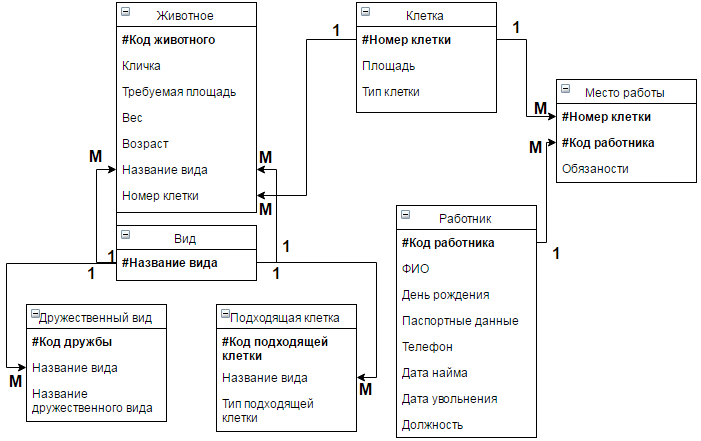 Животное
#Код животного
Кличка
Требуемая площадь
Вес
Возраст
Название вида
Номер клетки
Клетка
#Номер клетки
Площадь
Тип клетки
Место работы
#Номер клетки
#Код работника
Обязаности
Вид
#Название вида
Работник
#Код работника
ФИО
День рождения
Паспортные данные
Телефон
Дата найма
Дата увольнения
Должность
Дружественный вид
#Код дружбы
Название вида
Название
дружественного вида
Подходящая клетка
#Код подходящей
клетки
Название вида
Тип подходящей
клетки
1
1
M
M
M
M
M
1
1
1
1
1
M
M